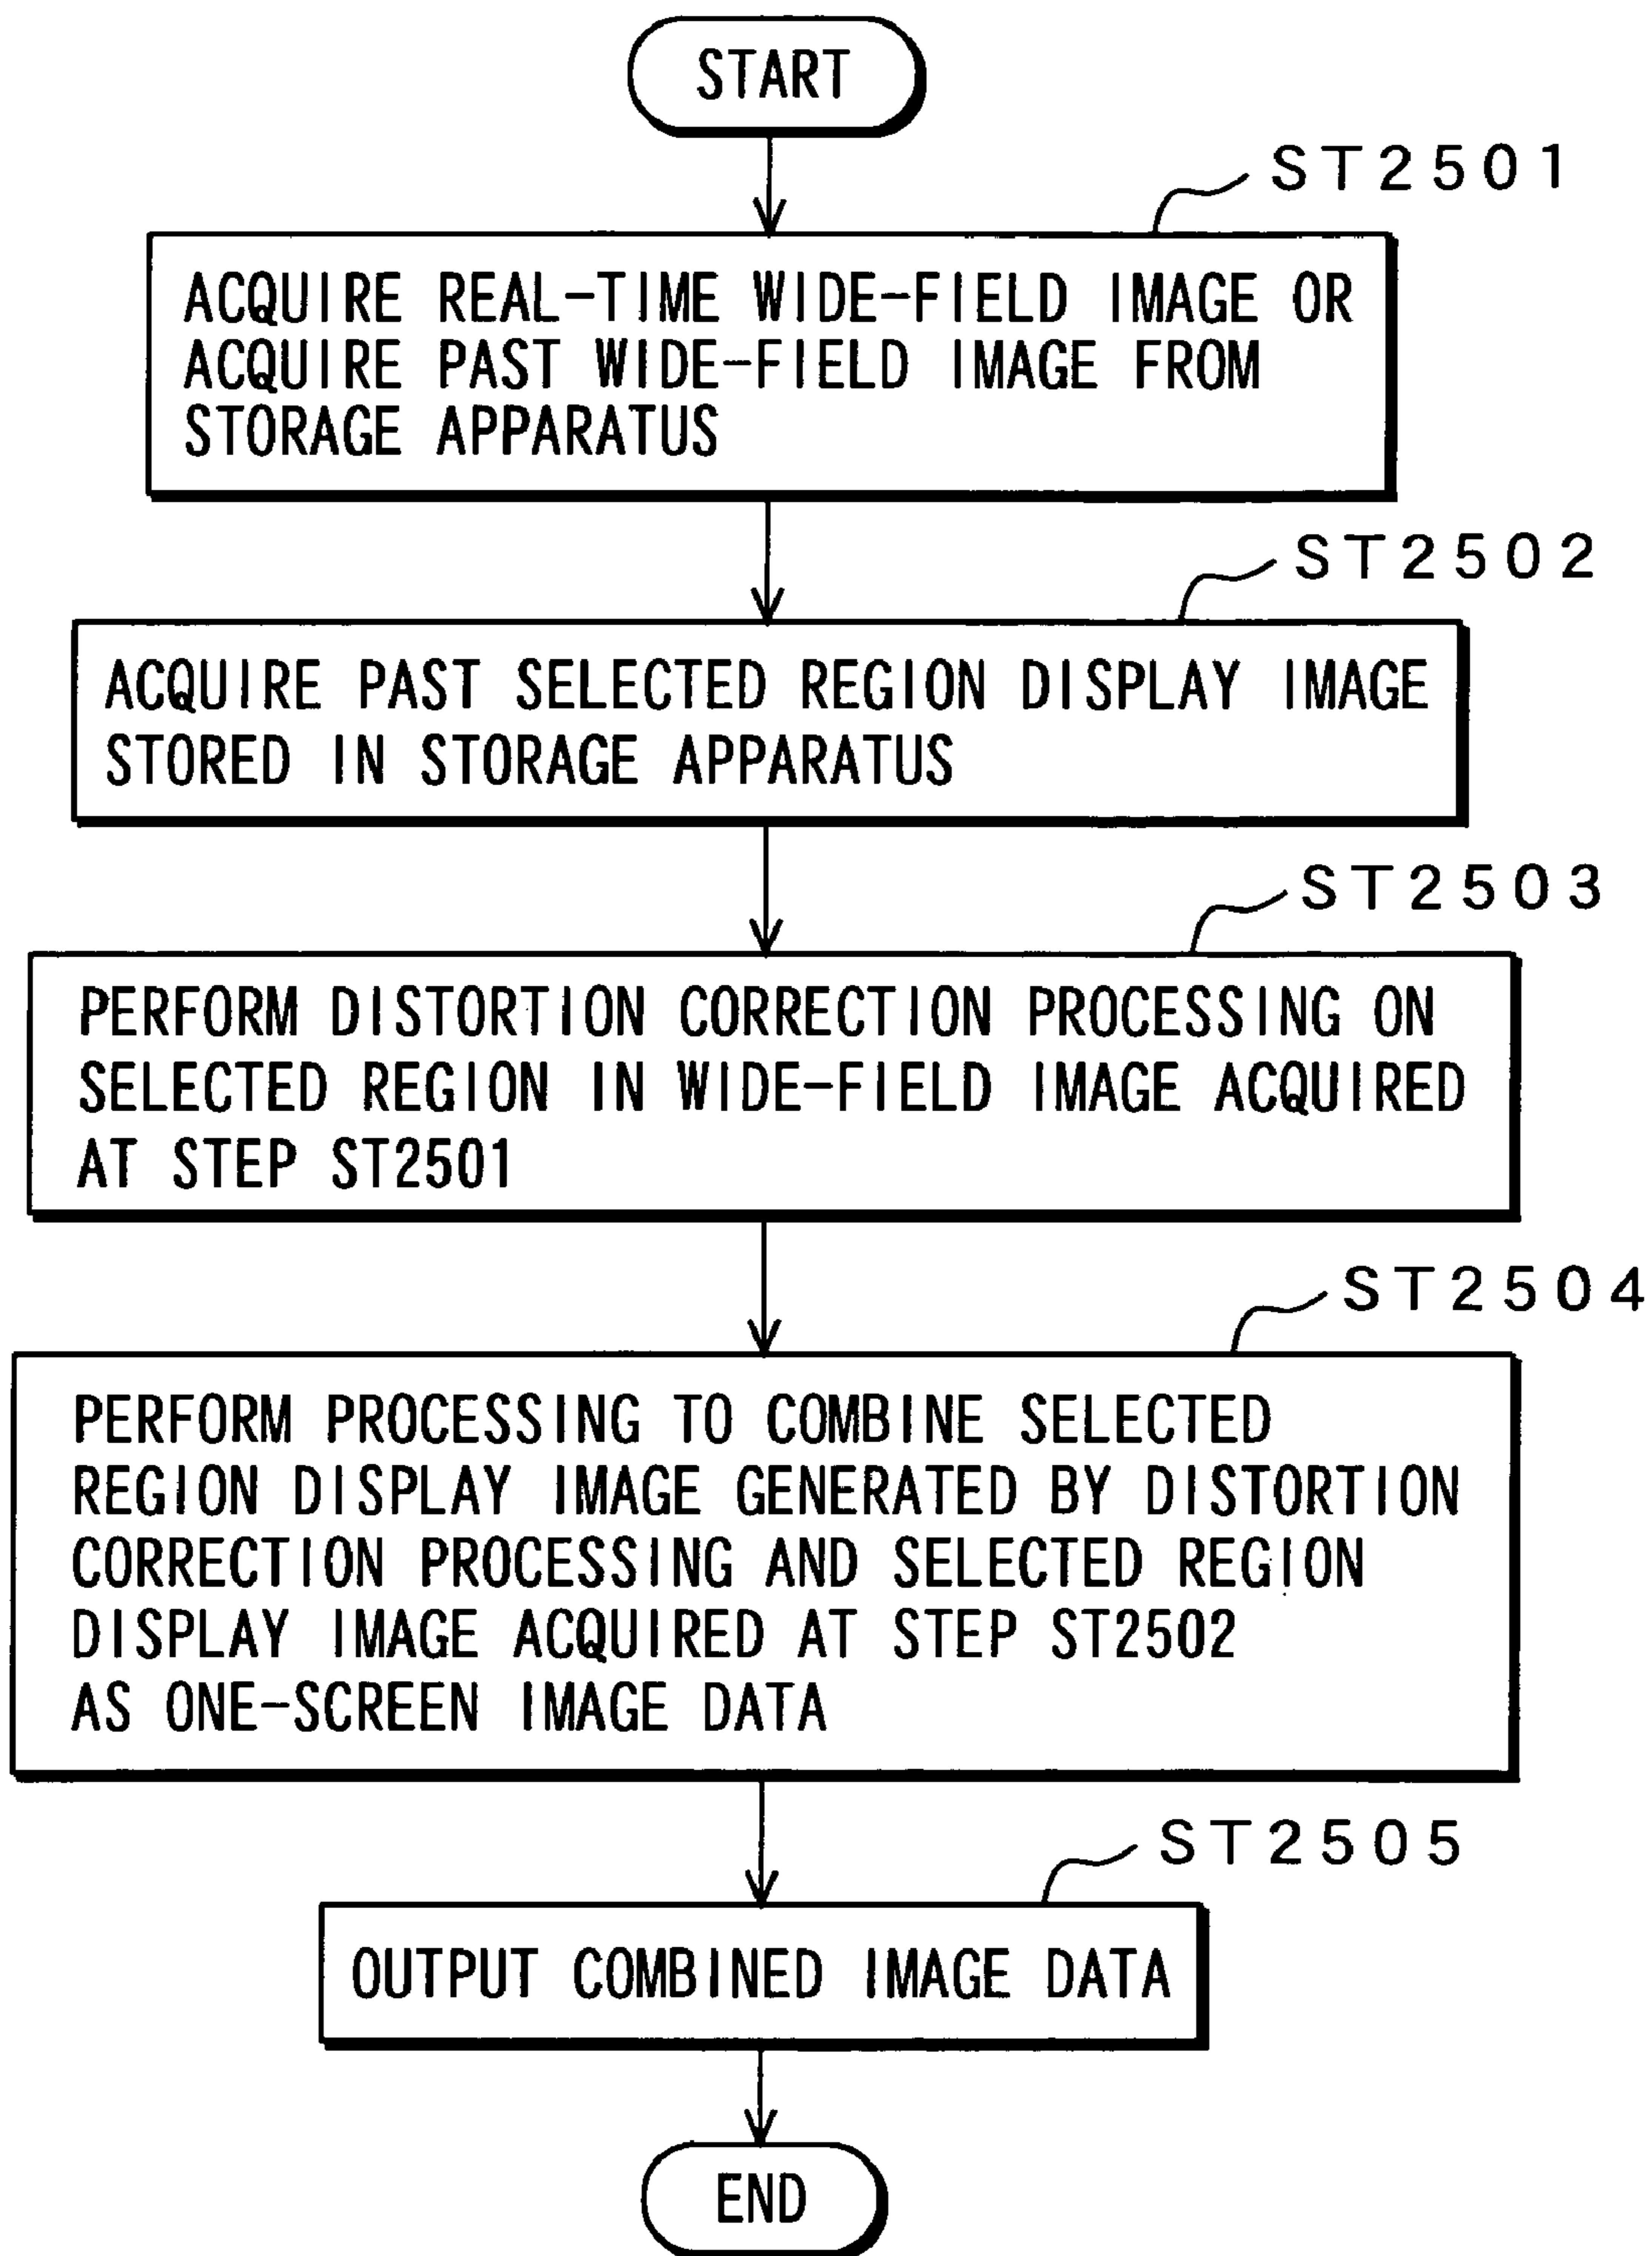 START
ST2501
ACQUIRE REAL-TIME WIDE-FIELD IMAGE OR
ACQUIRE PAST WIDE-FIELD IMAGE FROM
STORAGE APPARATUS
ST2502
ACQUIRE PAST SELECTED REGION DISPLAY IMAGE
STORED IN STORAGE APPARATUS
ST2503
PERFORM DISTORTION CORRECTION PROCESSING ON
SELECTED REGION IN WIDE-FIELD IMAGE ACQUIRED
AT STEP ST2501
ST2504
PERFORM PROCESSING TO COMBINE SELECTED
REGION DISPLAY IMAGE GENERATED BY DISTORTION
CORRECTION PROCESSING AND SELECTED REGION
DISPLAY IMAGE ACQUIRED AT STEP ST2502
AS ONE-SCREEN IMAGE DATA
ST2505
OUTPUT COMBINED IMAGE DATA
END